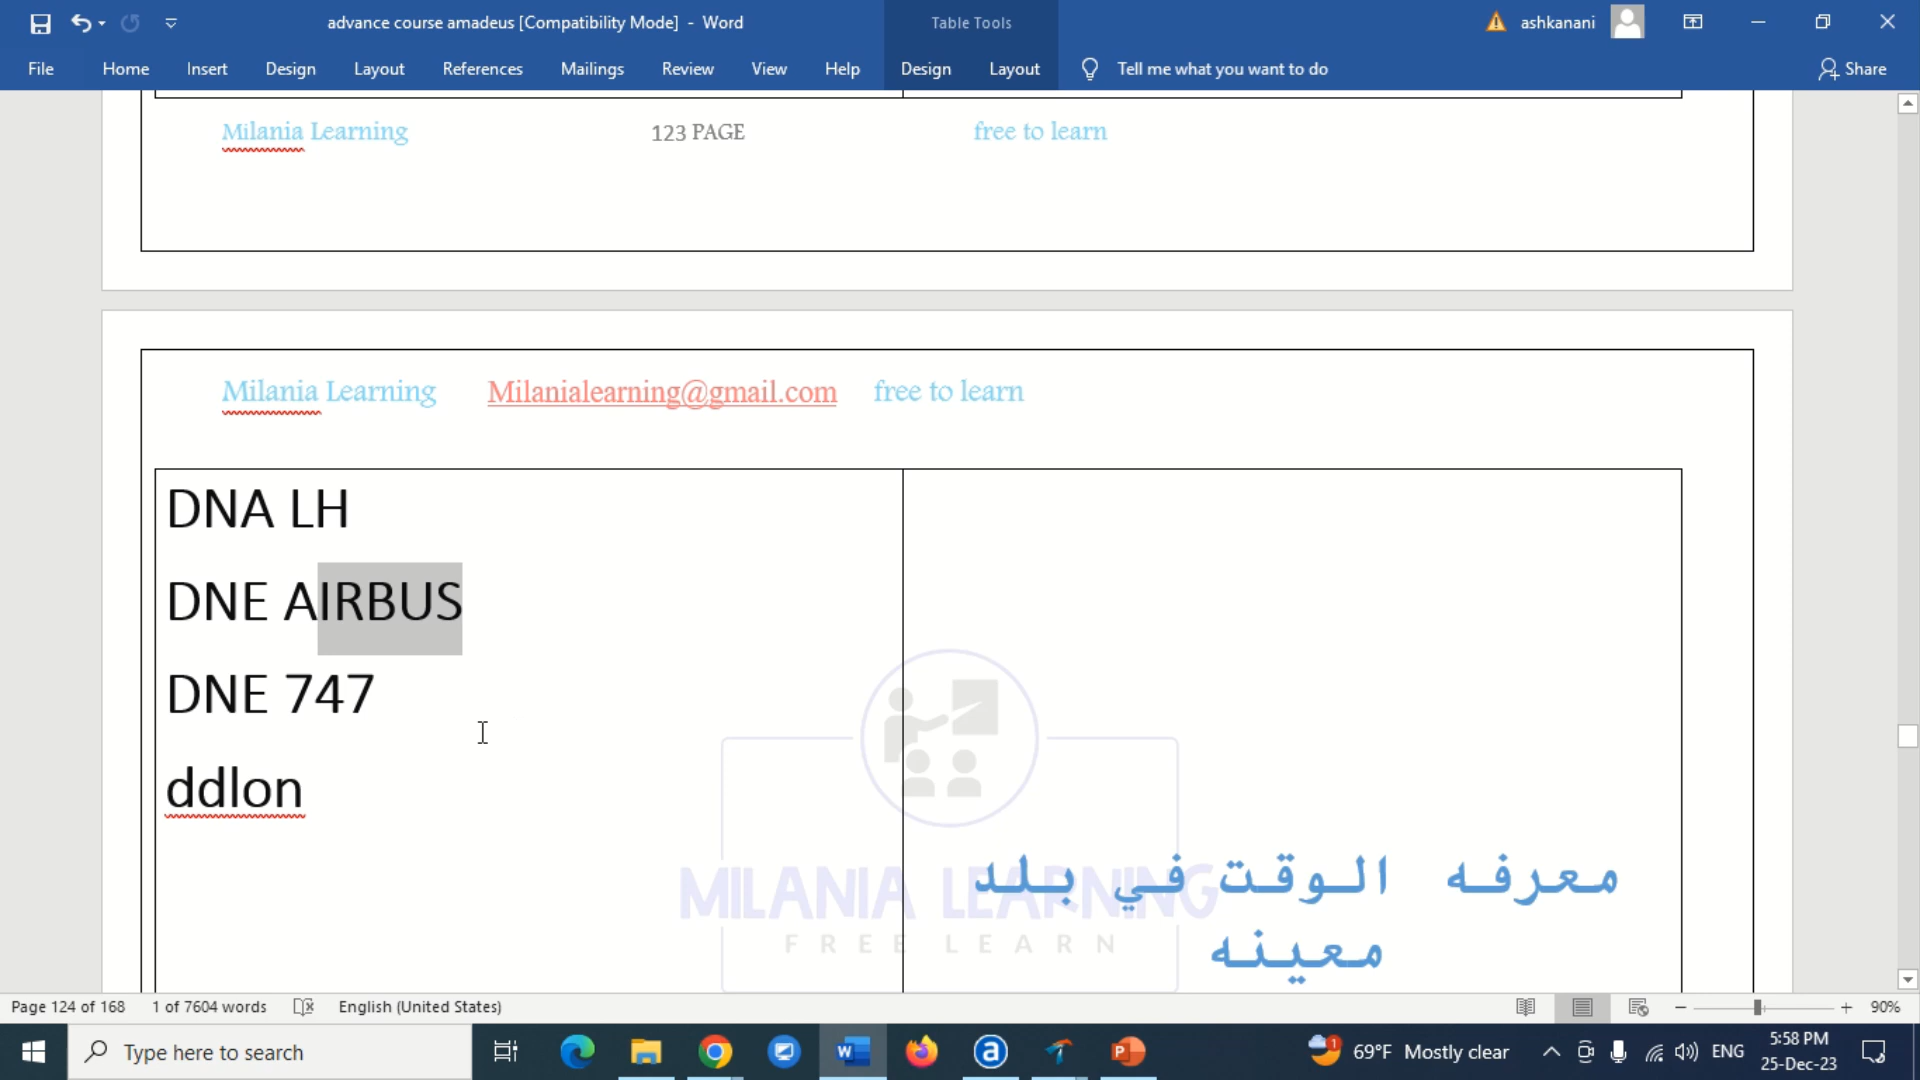 advance course amadeus [Compatibility Mode] - Word
Table Tools
ashkanani
File Home Insert Design Layout References Mailings Review View Help Design Layout Tell me what you want to do Share
Milania Learning 123 PAGE free to learn
Milania Learning Milanialearning@gmail.com free to learn
DNA LH
DNE AIRBUS
DNE 747
ddlon
معرفه الوقت في بلد
معينه
MILANIA LEARNING
FREE LEARN
Page 124 of 168 1 of 7604 words English (United States) 90%
Type here to search
69°F Mostly clear ENG
5:58 PM
25-Dec-23